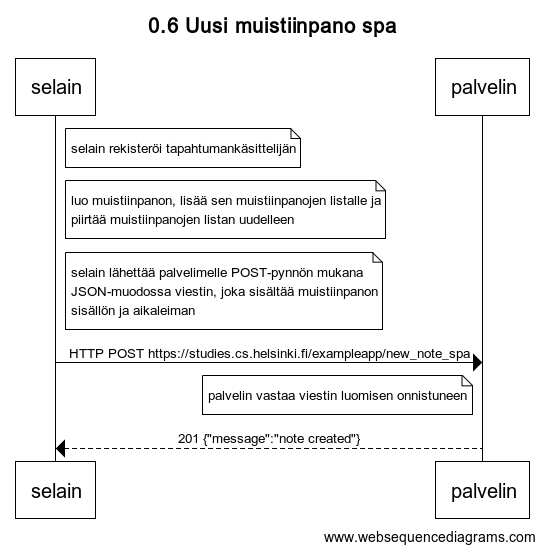 0.6 Uusi muistiinpano spa
selain
palvelin
selain rekisteröi tapahtumankäsittelijän
luo muistiinpanon, lisää sen muistiinpanojen listalle ja
piirtää muistiinpanojen listan uudelleen
selain lähettää palvelimelle POST-pynnön mukana
JSON-muodossa viestin, joka sisältää muistiinpanon
sisällön ja aikaleiman
HTTP POST https://studies.cs.helsinki.fi/exampleapp/new_note_spa
palvelin vastaa viestin luomisen onnistuneen
201 {"message":"note created"}
selain
palvelin
www.websequencediagrams.com